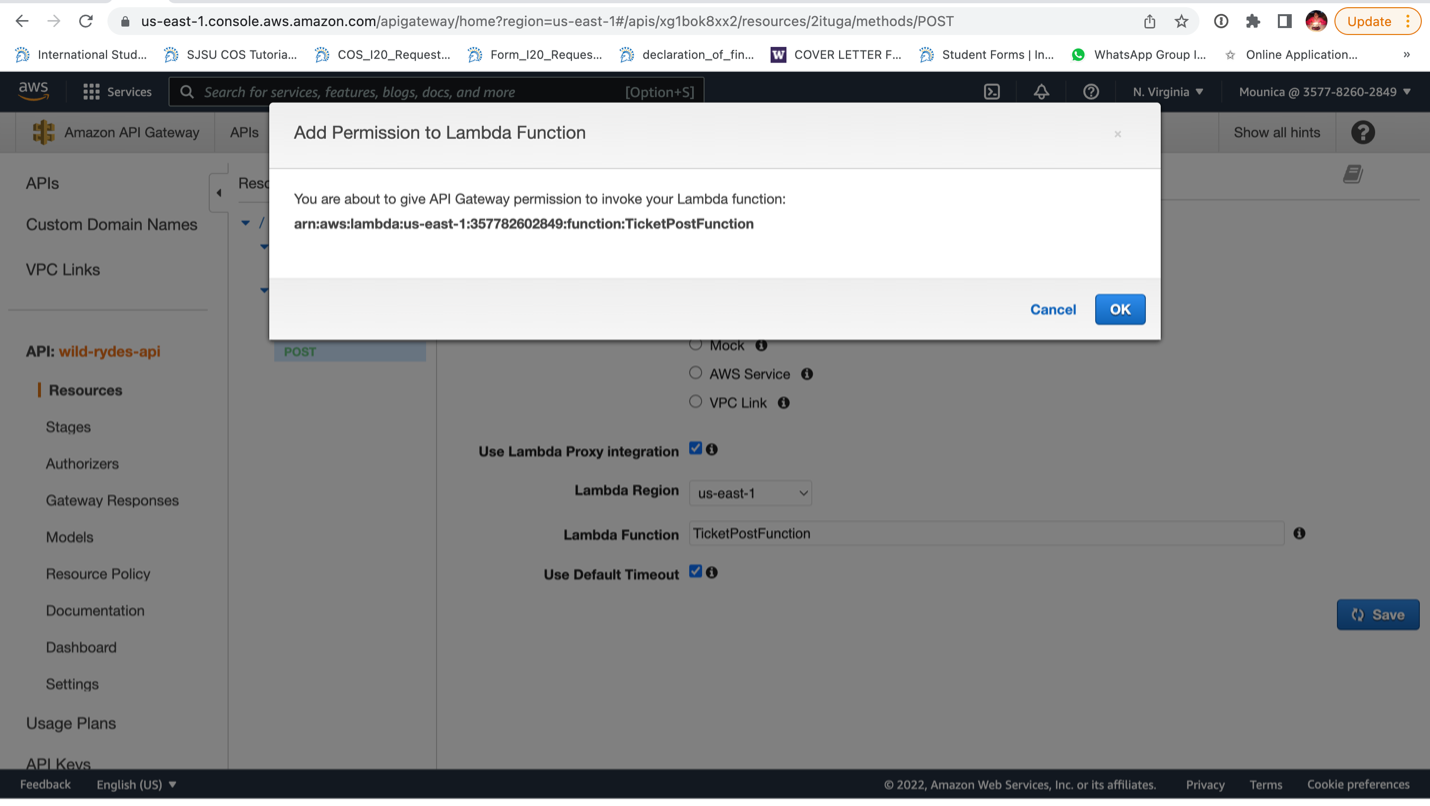 us-east-1.console.aws.amazon.com/apigateway/home?region=us-east-1#/apis/xg1bok8xx2/resources/2ituga/methods/POST
Update
International Stud...
SJSU COS Tutoria...
COS_I20_Request...
Form_I20_Reques...
declaration_of_fin...
W
COVER LETTER F...
Student Forms | In...
WhatsApp Group I...
Online Application...
»
aws
Services
Search for services, features, blogs, docs, and more
[Option+S]
N. Virginia
Mounica @ 3577-8260-2849
Amazon API Gateway
APIs
Show all hints
Add Permission to Lambda Function
×
You are about to give API Gateway permission to invoke your Lambda function:
arn:aws:lambda:us-east-1:357782602849:function:TicketPostFunction
Cancel
OK
APIs
Custom Domain Names
VPC Links
API: wild-rydes-api
Resources
Stages
Authorizers
Gateway Responses
Models
Resource Policy
Documentation
Dashboard
Settings
Usage Plans
API Keys
Reso
/
POST
Mock
AWS Service
VPC Link
Use Lambda Proxy integration
Lambda Region
us-east-1
Lambda Function
TicketPostFunction
Use Default Timeout
Save
Feedback
English (US)
© 2022, Amazon Web Services, Inc. or its affiliates.
Privacy
Terms
Cookie preferences